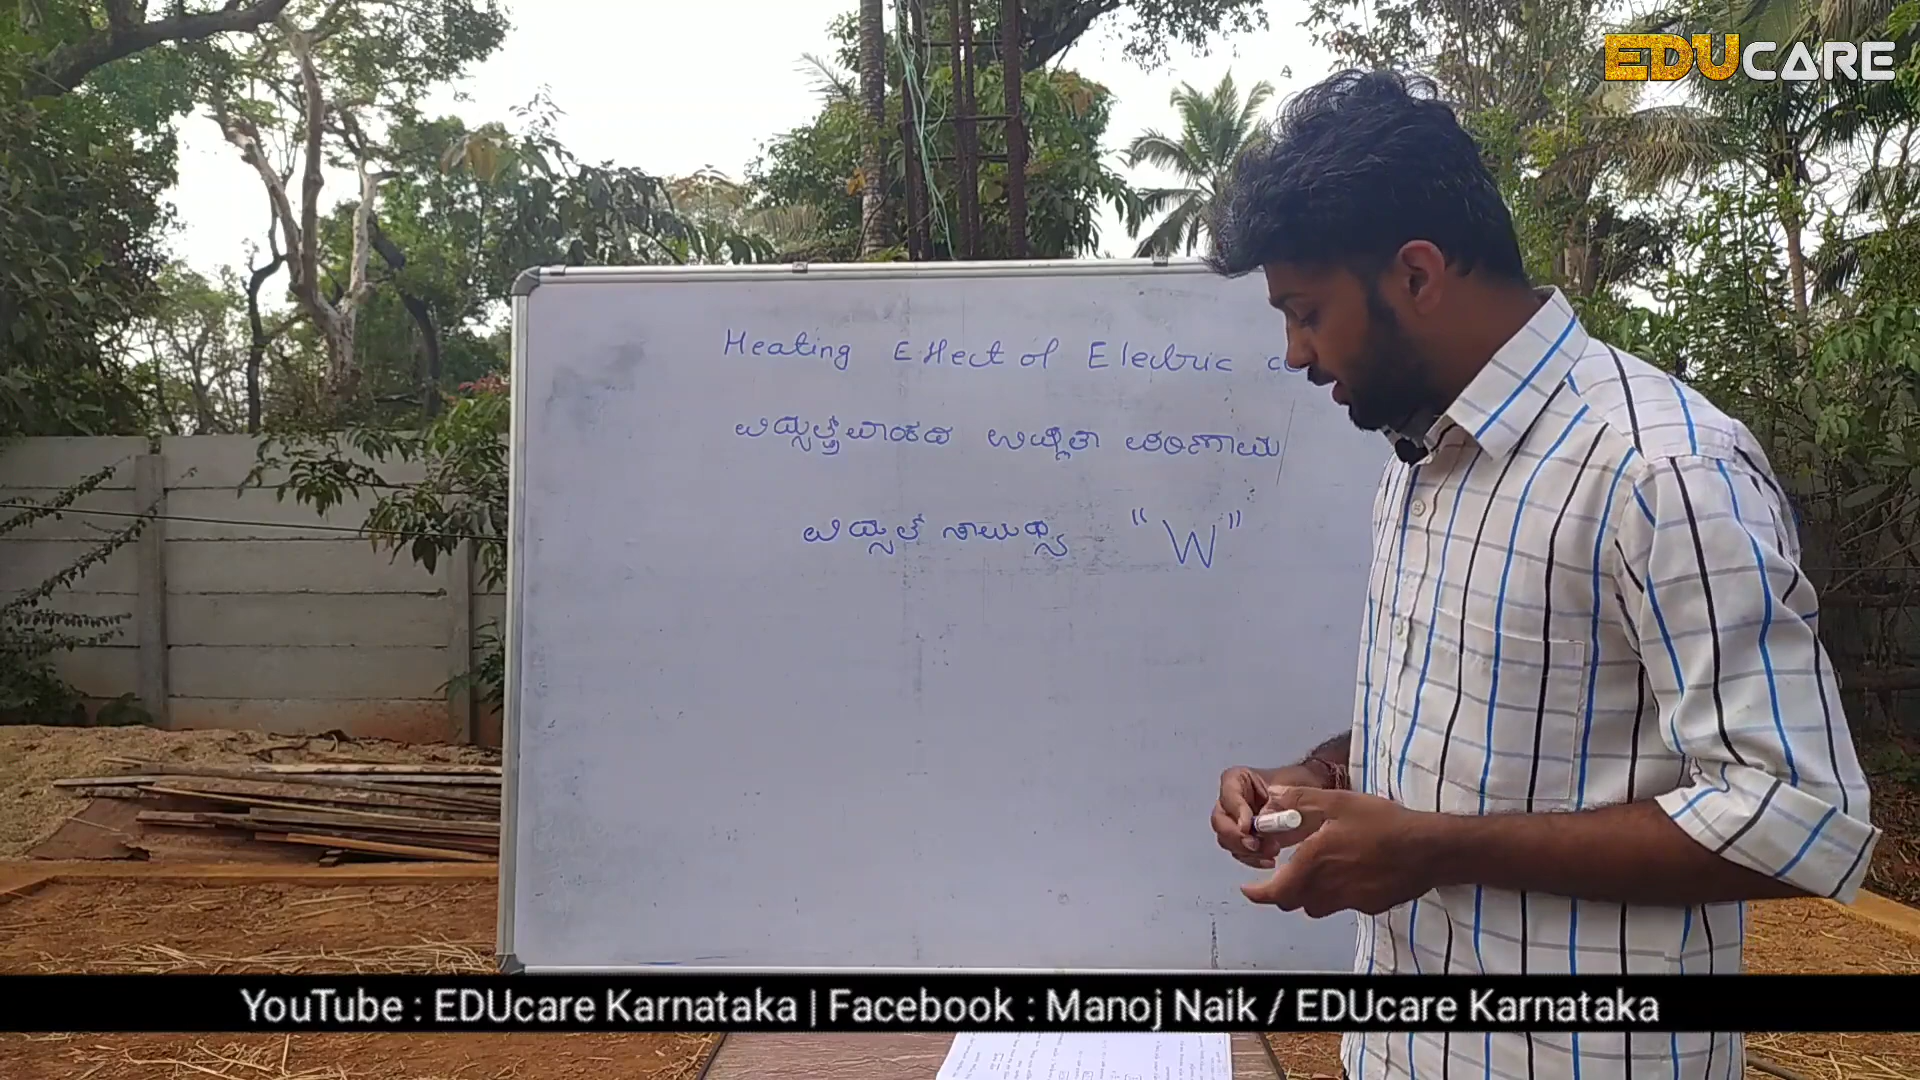 EDUCARE
Heating Effect of Electric
ವಿದ್ಯುತ್ಪ್ರವಾಹದ ಉಷ್ಣತಾ ಪರಿಣಾಮ
ವಿದ್ಯುತ್ ಸಾಮರ್ಥ್ಯ "W"
YouTube : EDUcare Karnataka | Facebook : Manoj Naik / EDUcare Karnataka